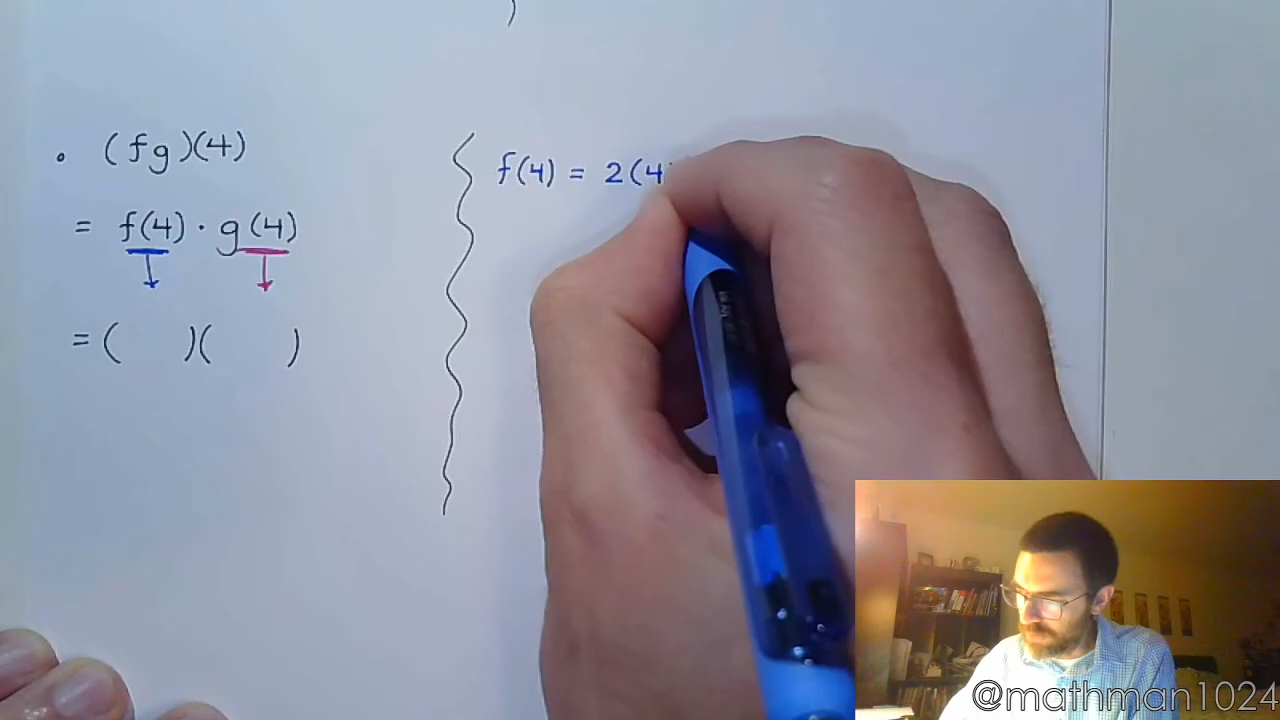 • (fg)(4)
= f(4) · g(4)
= (    )(    )
f(4) = 2(4
@mathman1024